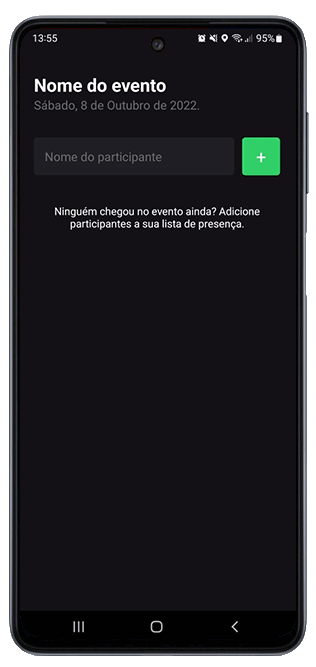 13:55
95%
Nome do evento
Sábado, 8 de Outubro de 2022.
Nome do participante
+
Ninguém chegou no evento ainda? Adicione
participantes a sua lista de presença.